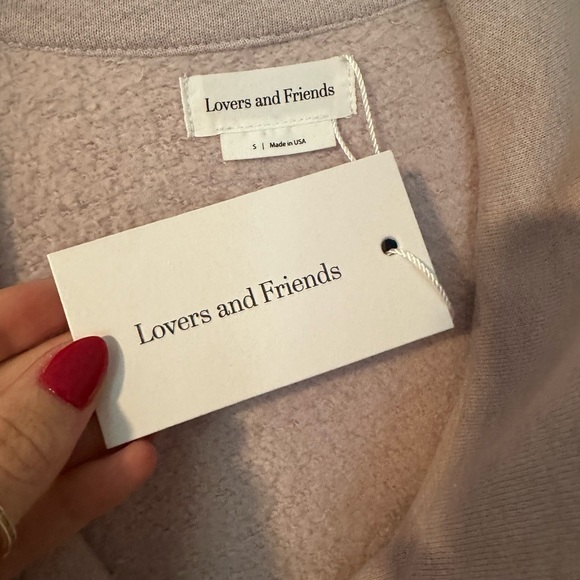 Lovers and Friends
S | Made in USA
Lovers and Friends